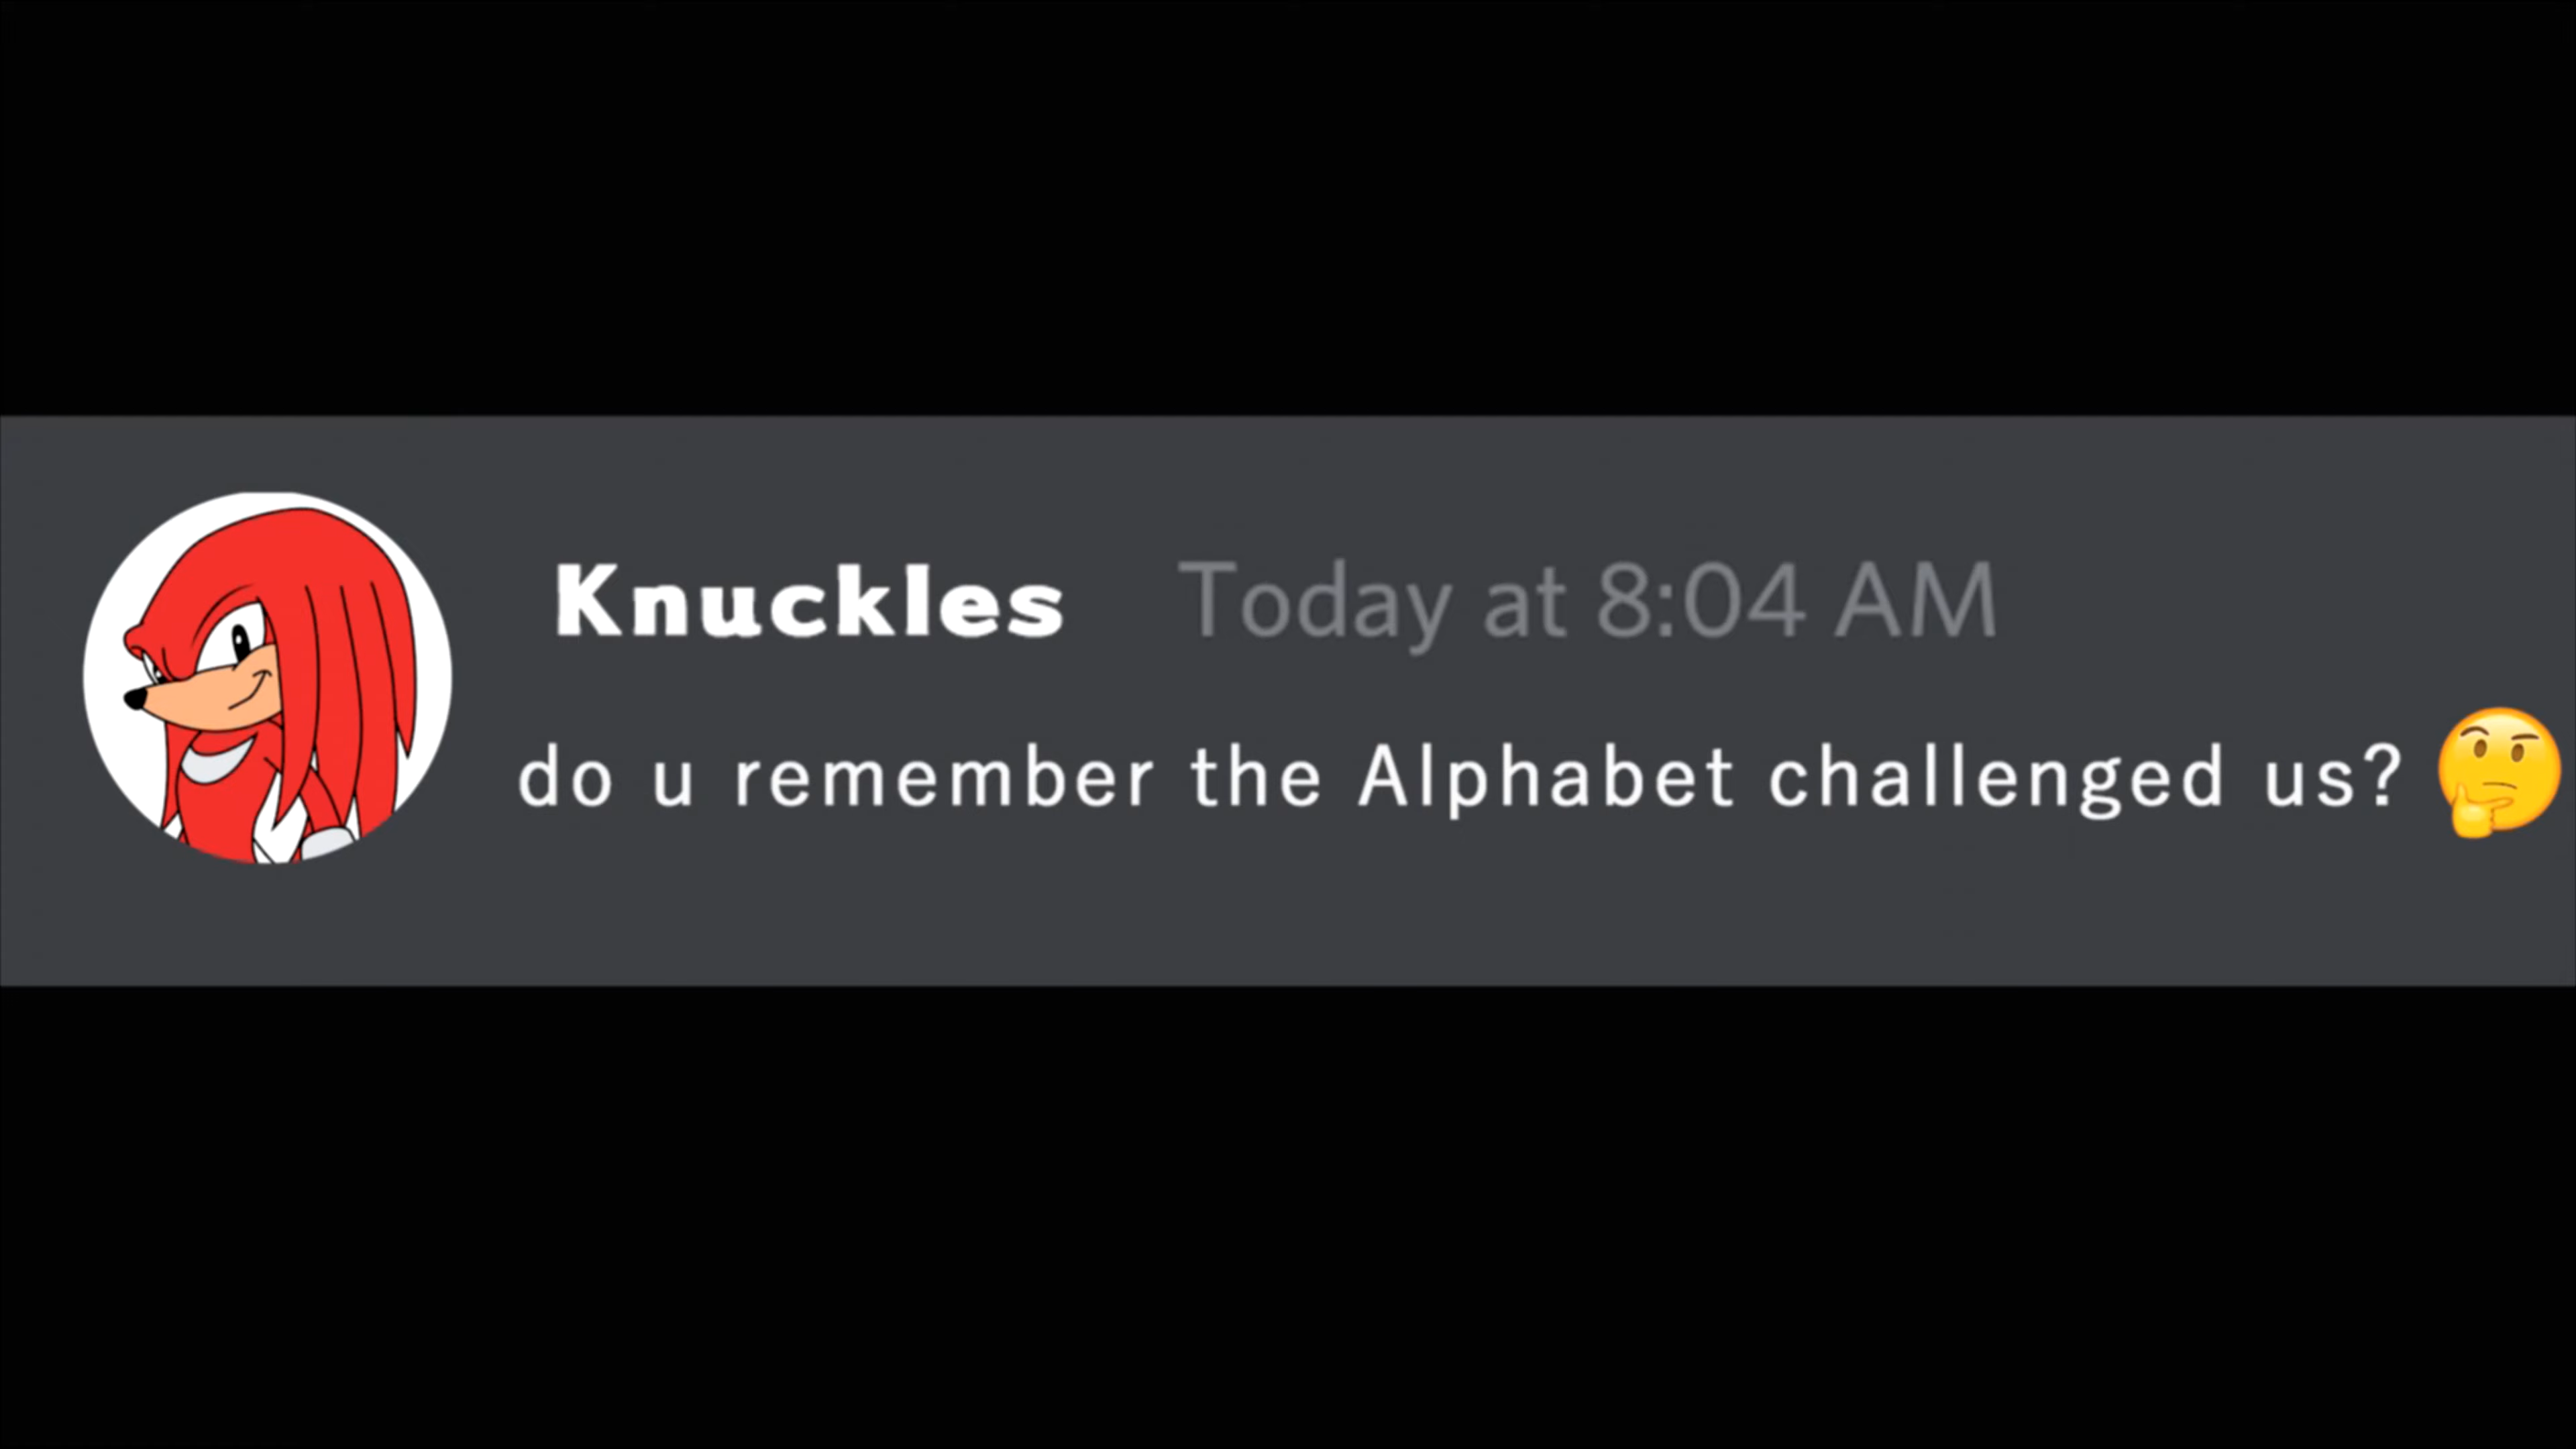 Knuckles Today at 8:04 AM
do u remember the Alphabet challenged us? 🤔